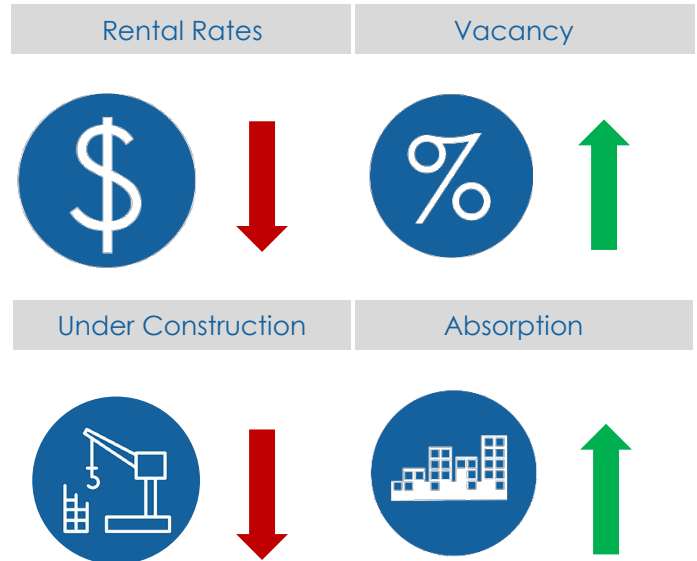 Rental Rates
Vacancy
$
%
Under Construction
Absorption